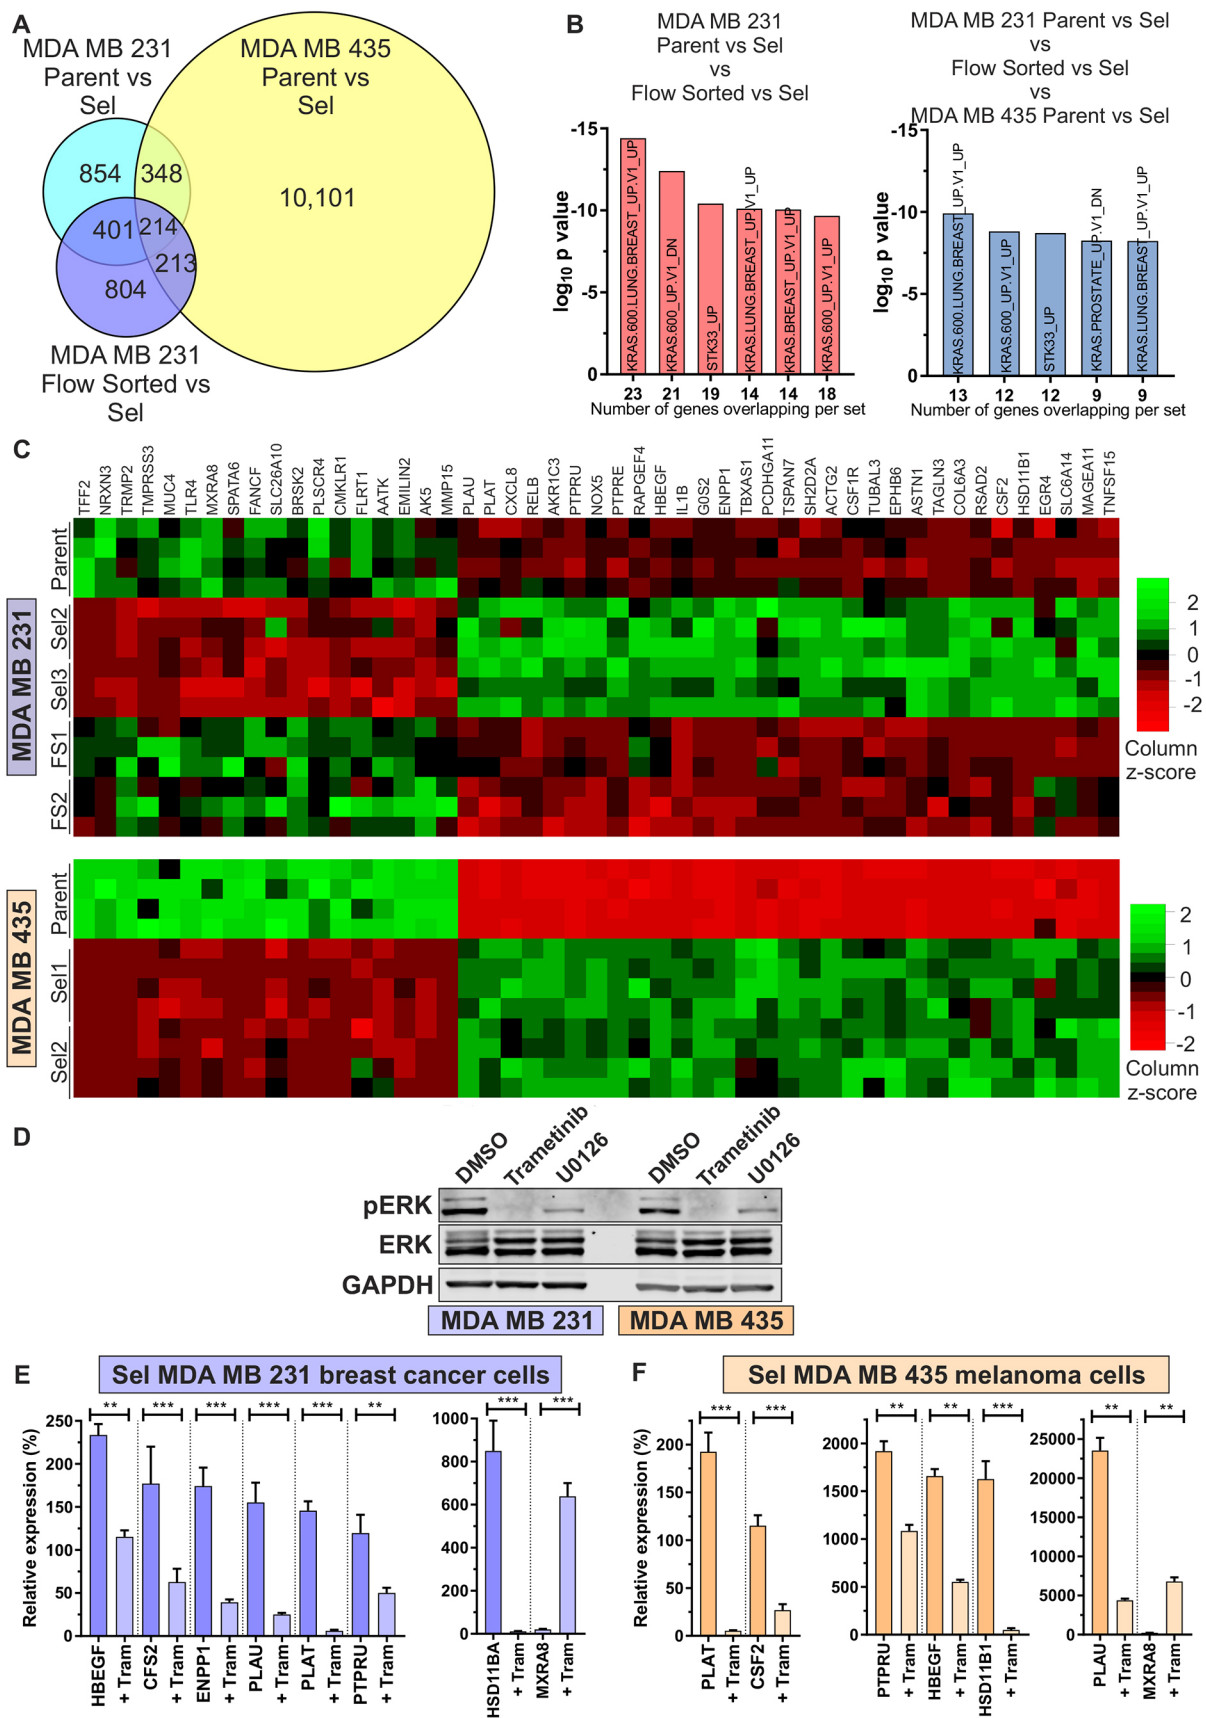 A
MDA MB 231
Parent vs
Sel
MDA MB 435
Parent vs
Sel
854
348
10,101
401
214
213
804
MDA MB 231
Flow Sorted vs
Sel
B
MDA MB 231
Parent vs Sel
vs
Flow Sorted vs Sel
-15
-10
-5
0
log10 p value
KRAS.600.LUNG.BREAST_UP.V1_UP
KRAS.600_UP.V1_DN
STK33_UP
KRAS.LUNG.BREAST_UP.V1_UP
KRAS.BREAST_UP.V1_UP
KRAS.600_UP.V1_UP
23 21 19 14 14 18
Number of genes overlapping per set
MDA MB 231 Parent vs Sel
vs
Flow Sorted vs Sel
vs
MDA MB 435 Parent vs Sel
-15
-10
-5
0
log10 p value
KRAS.600.LUNG.BREAST_UP.V1_UP
KRAS.600_UP.V1_UP
STK33_UP
KRAS.PROSTATE_UP.V1_DN
KRAS.LUNG.BREAST_UP.V1_UP
13 12 12 9 9
Number of genes overlapping per set
C
TFF2
NRXN3
TRMP2
TMPRSS3
MUC4
TLR4
MXRA8
SPATA6
FANCF
SLC26A10
BRSK2
PLSCR4
CMKLR1
FLRT1
AATK
EMILIN2
AK5
MMP15
PLAU
PLAT
CXCL8
RELB
AKR1C3
PTPRU
NOX5
PTPRE
RAPGEF4
HBEGF
IL1B
G0S2
ENPP1
TBXAS1
PCDHGA11
TSPAN7
SH2D2A
ACTG2
CSF1R
TUBAL3
EPHB6
ASTN1
TAGLN3
COL6A3
RSAD2
CSF2
HSD11B1
EGR4
SLC6A14
MAGEA11
TNFSF15
MDA MB 231
Parent
Sel2
Sel3
FS1
FS2
2
1
0
-1
-2
Column
z-score
MDA MB 435
Parent
Sel1
Sel2
2
1
0
-1
-2
Column
z-score
D
DMSO
Trametinib
U0126
DMSO
Trametinib
U0126
pERK
ERK
GAPDH
MDA MB 231
MDA MB 435
E
Sel MDA MB 231 breast cancer cells
** *** *** *** *** **
Relative expression (%)
250
200
150
100
50
0
HBEGF
+ Tram
CFS2
+ Tram
ENPP1
+ Tram
PLAU
+ Tram
PLAT
+ Tram
PTPRU
+ Tram
*** ***
1000
800
600
400
200
0
HSD11BA
+ Tram
MXRA8
+ Tram
F
Sel MDA MB 435 melanoma cells
*** ***
Relative expression (%)
200
150
100
50
0
PLAT
+ Tram
CSF2
+ Tram
** ** ***
2000
1500
1000
500
0
PTPRU
+ Tram
HBEGF
+ Tram
HSD11B1
+ Tram
** **
25000
20000
15000
10000
5000
0
PLAU
+ Tram
MXRA8
+ Tram